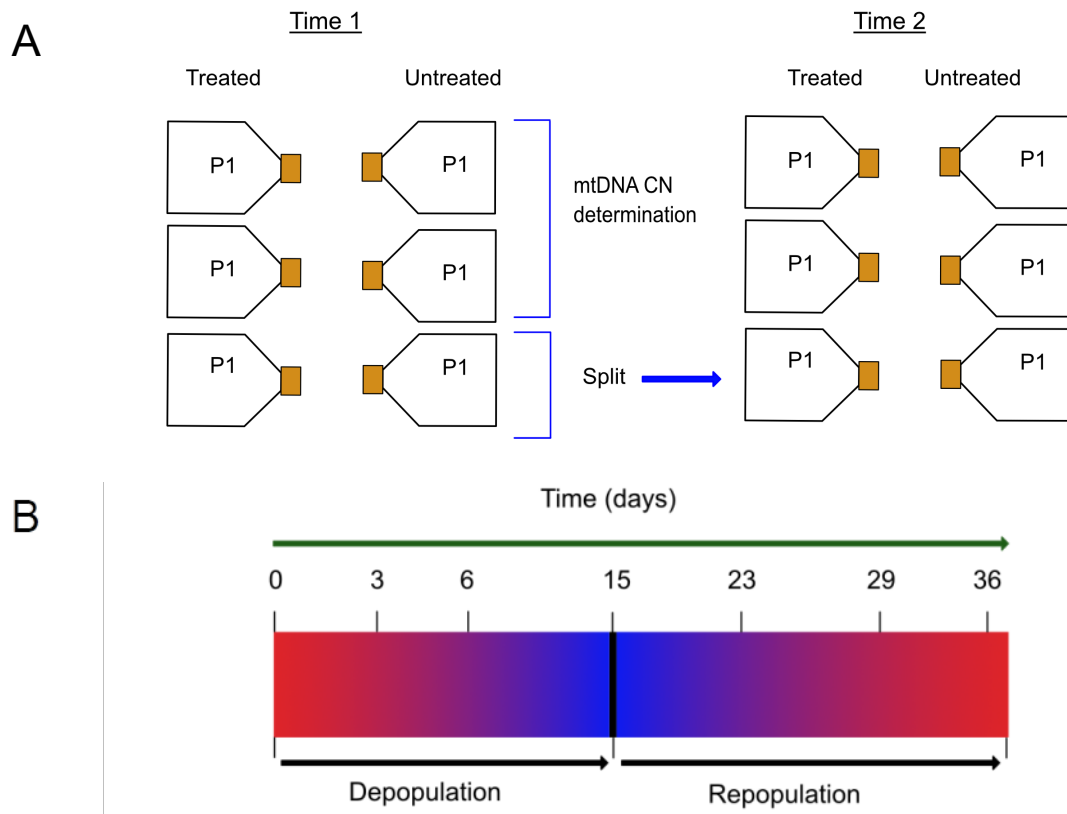 A
Time 1
Time 2
Treated
Untreated
Treated
Untreated
P1
P1
P1
P1
P1
P1
P1
P1
mtDNA CN
determination
P1
P1
Split
P1
P1
B
Time (days)
0 3 6 15 23 29 36
Depopulation
Repopulation